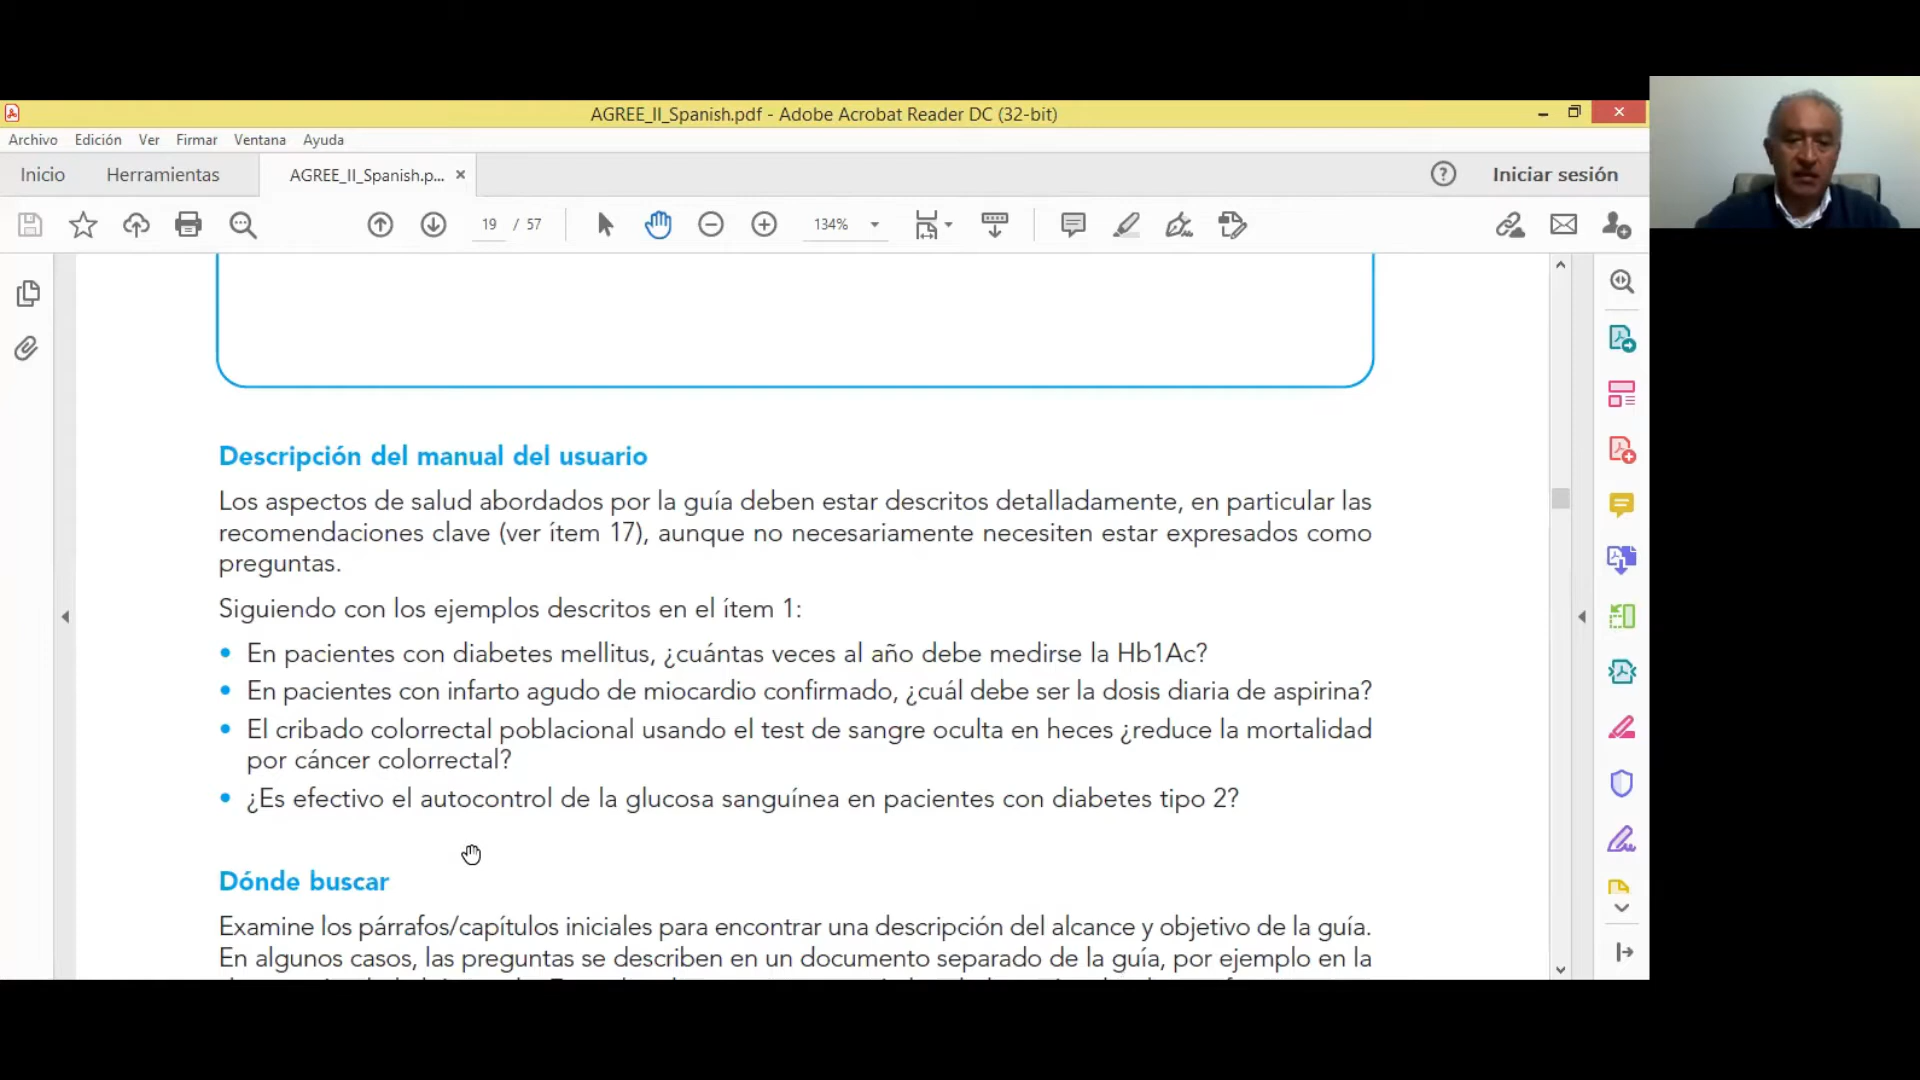 AGREE_II_Spanish.pdf - Adobe Acrobat Reader DC (32-bit)
Archivo Edición Ver Firmar Ventana Ayuda
Inicio Herramientas AGREE_II_Spanish.p... Iniciar sesión
19 / 57 134%
Descripción del manual del usuario
Los aspectos de salud abordados por la guía deben estar descritos detalladamente, en particular las
recomendaciones clave (ver ítem 17), aunque no necesariamente necesiten estar expresados como
preguntas.
Siguiendo con los ejemplos descritos en el ítem 1:
• En pacientes con diabetes mellitus, ¿cuántas veces al año debe medirse la Hb1Ac?
• En pacientes con infarto agudo de miocardio confirmado, ¿cuál debe ser la dosis diaria de aspirina?
• El cribado colorrectal poblacional usando el test de sangre oculta en heces ¿reduce la mortalidad
por cáncer colorrectal?
• ¿Es efectivo el autocontrol de la glucosa sanguínea en pacientes con diabetes tipo 2?
Dónde buscar
Examine los párrafos/capítulos iniciales para encontrar una descripción del alcance y objetivo de la guía.
En algunos casos, las preguntas se describen en un documento separado de la guía, por ejemplo en la